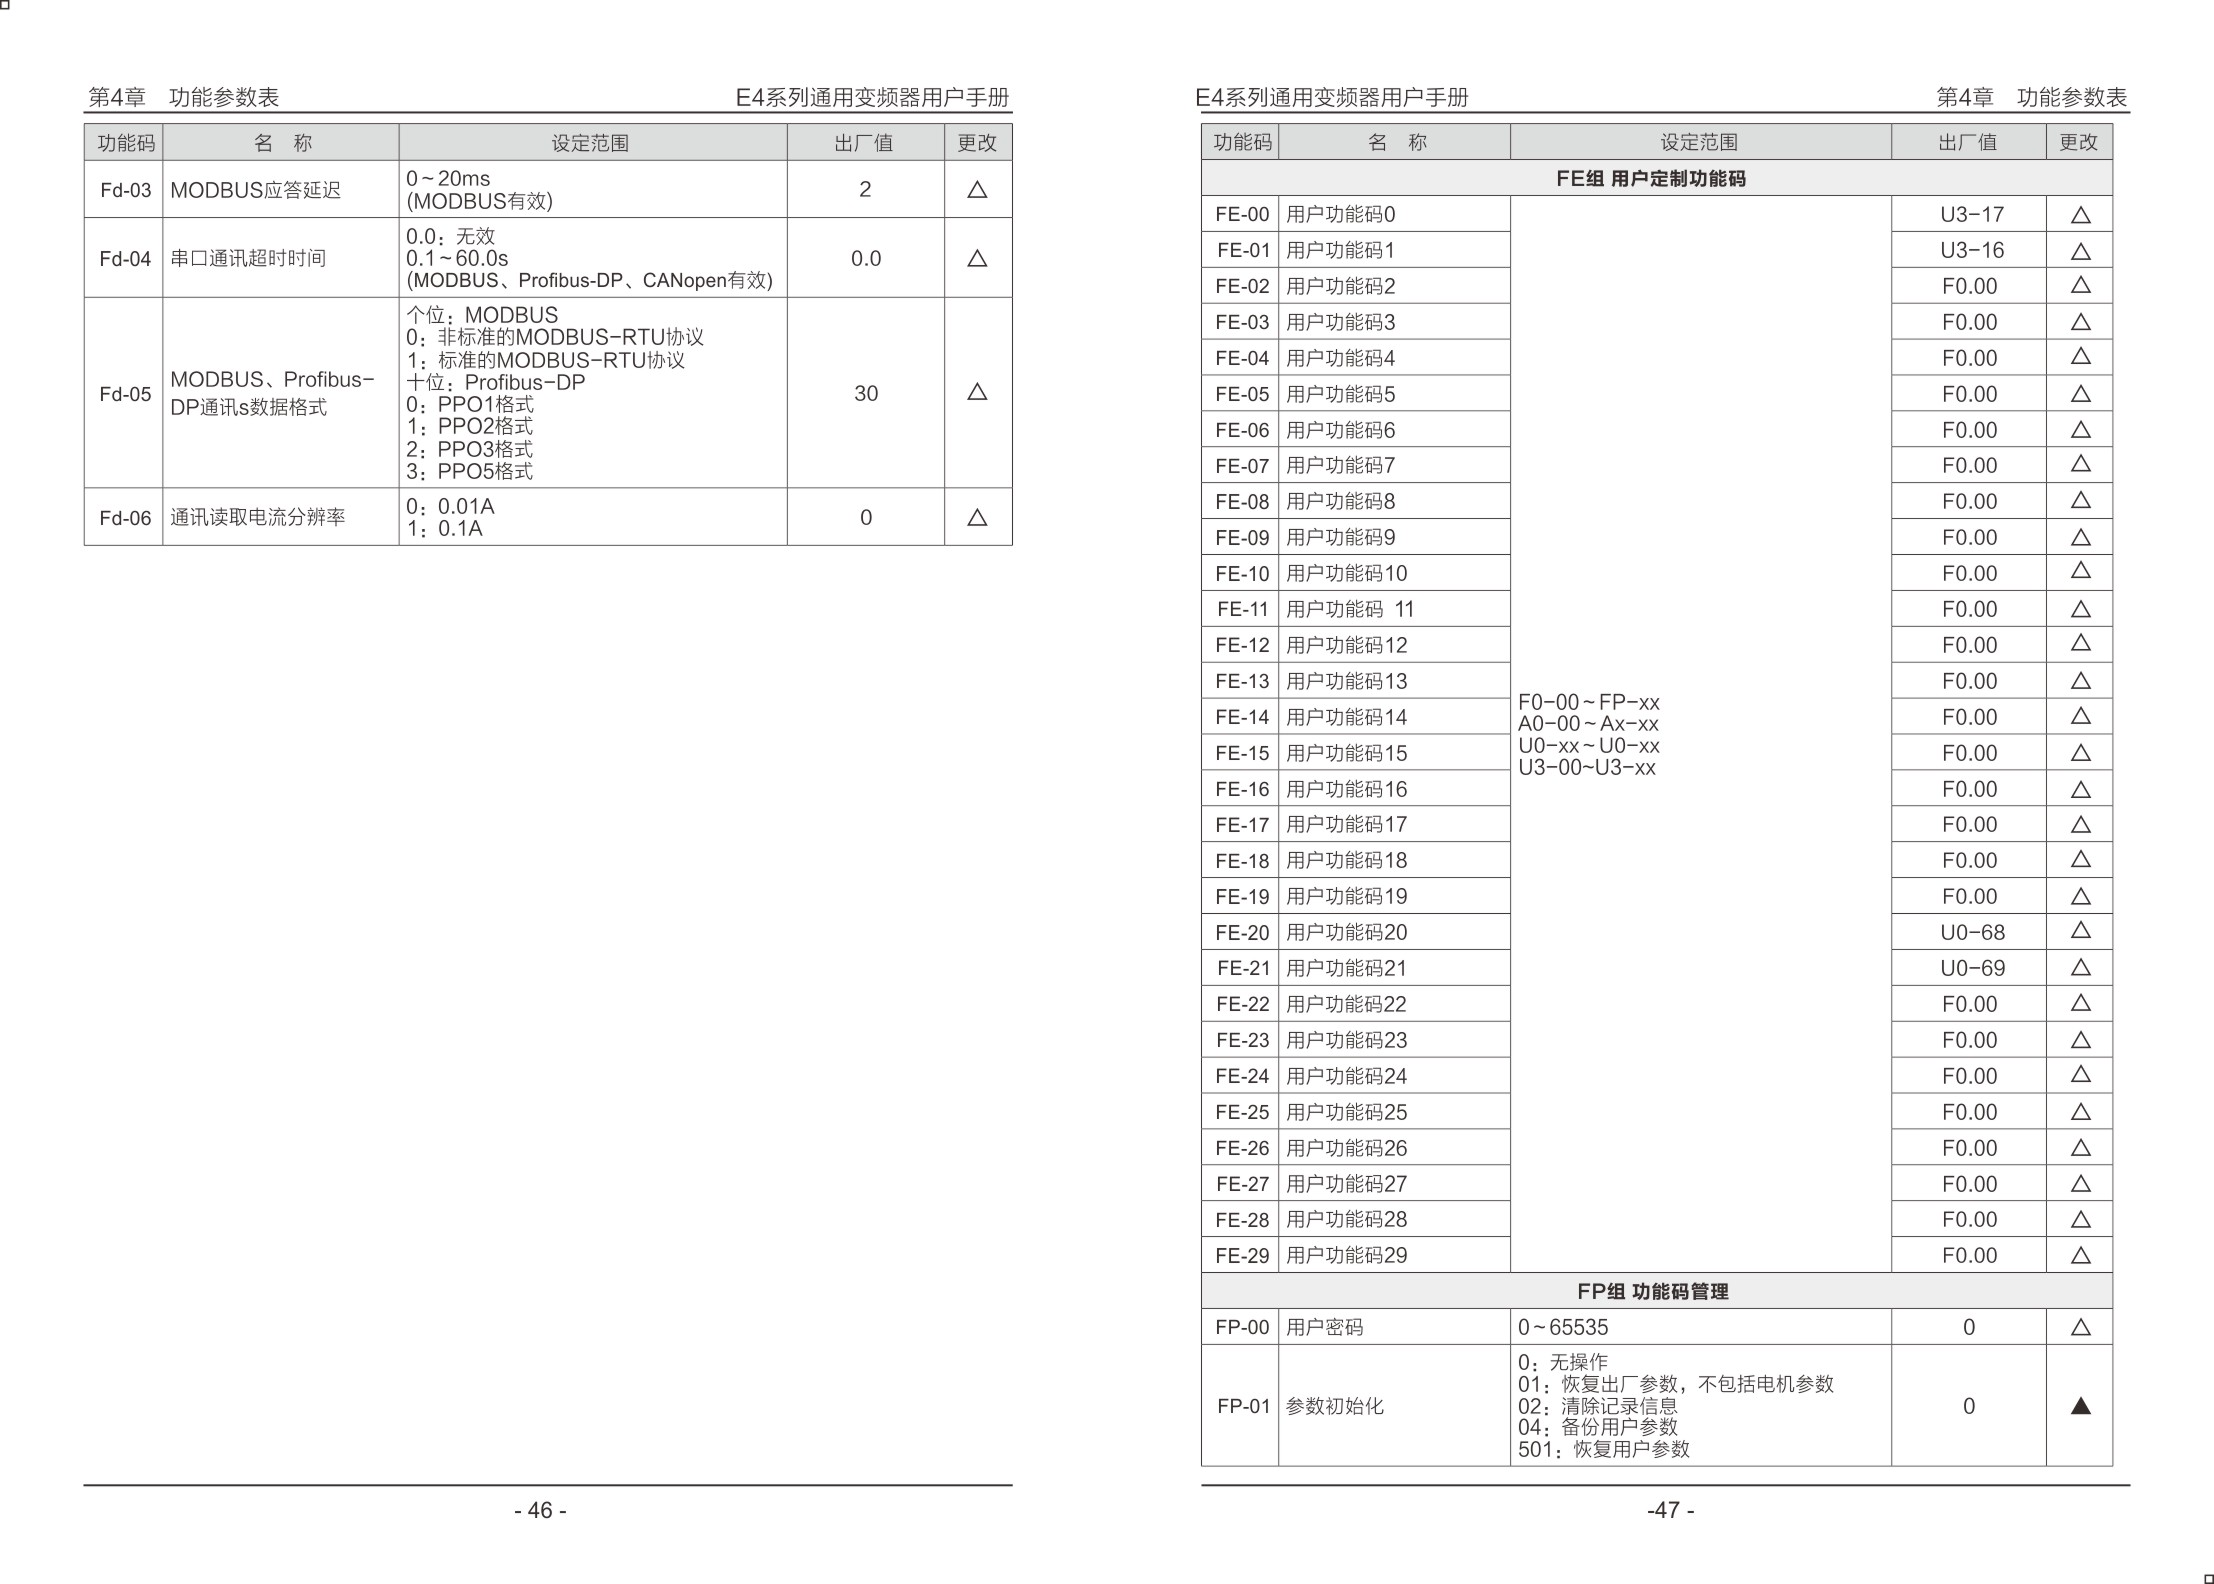 第4章　功能参数表　E4系列通用变频器用户手册
功能码　名　称　设定范围　出厂值　更改
Fd-03　MODBUS应答延迟　0～20ms　2　△
(MODBUS有效)
Fd-04　串口通讯超时时间　0.0：无效　0.0　△
0.1～60.0s
(MODBUS、Profibus-DP、CANopen有效)
Fd-05　MODBUS、Profibus-DP通讯s数据格式　个位：MODBUS　30　△
0：非标准的MODBUS-RTU协议
1：标准的MODBUS-RTU协议
十位：Profibus-DP
0：PPO1格式
1：PPO2格式
2：PPO3格式
3：PPO5格式
Fd-06　通讯读取电流分辨率　0：0.01A　0　△
1：0.1A
- 46 -
E4系列通用变频器用户手册　第4章　功能参数表
功能码　名　称　设定范围　出厂值　更改
FE组 用户定制功能码
FE-00　用户功能码0　U3-17　△
FE-01　用户功能码1　U3-16　△
FE-02　用户功能码2　F0.00　△
FE-03　用户功能码3　F0.00　△
FE-04　用户功能码4　F0.00　△
FE-05　用户功能码5　F0.00　△
FE-06　用户功能码6　F0.00　△
FE-07　用户功能码7　F0.00　△
FE-08　用户功能码8　F0.00　△
FE-09　用户功能码9　F0.00　△
FE-10　用户功能码10　F0.00　△
FE-11　用户功能码 11　F0.00　△
FE-12　用户功能码12　F0.00　△
FE-13　用户功能码13　F0.00　△
FE-14　用户功能码14　F0.00　△
FE-15　用户功能码15　F0.00　△
FE-16　用户功能码16　F0.00　△
FE-17　用户功能码17　F0.00　△
FE-18　用户功能码18　F0.00　△
FE-19　用户功能码19　F0.00　△
FE-20　用户功能码20　U0-68　△
FE-21　用户功能码21　U0-69　△
FE-22　用户功能码22　F0.00　△
FE-23　用户功能码23　F0.00　△
FE-24　用户功能码24　F0.00　△
FE-25　用户功能码25　F0.00　△
FE-26　用户功能码26　F0.00　△
FE-27　用户功能码27　F0.00　△
FE-28　用户功能码28　F0.00　△
FE-29　用户功能码29　F0.00　△
F0-00～FP-xx
A0-00～Ax-xx
U0-xx～U0-xx
U3-00~U3-xx
FP组 功能码管理
FP-00　用户密码　0～65535　0　△
FP-01　参数初始化　0：无操作　0　▲
01：恢复出厂参数，不包括电机参数
02：清除记录信息
04：备份用户参数
501：恢复用户参数
-47 -